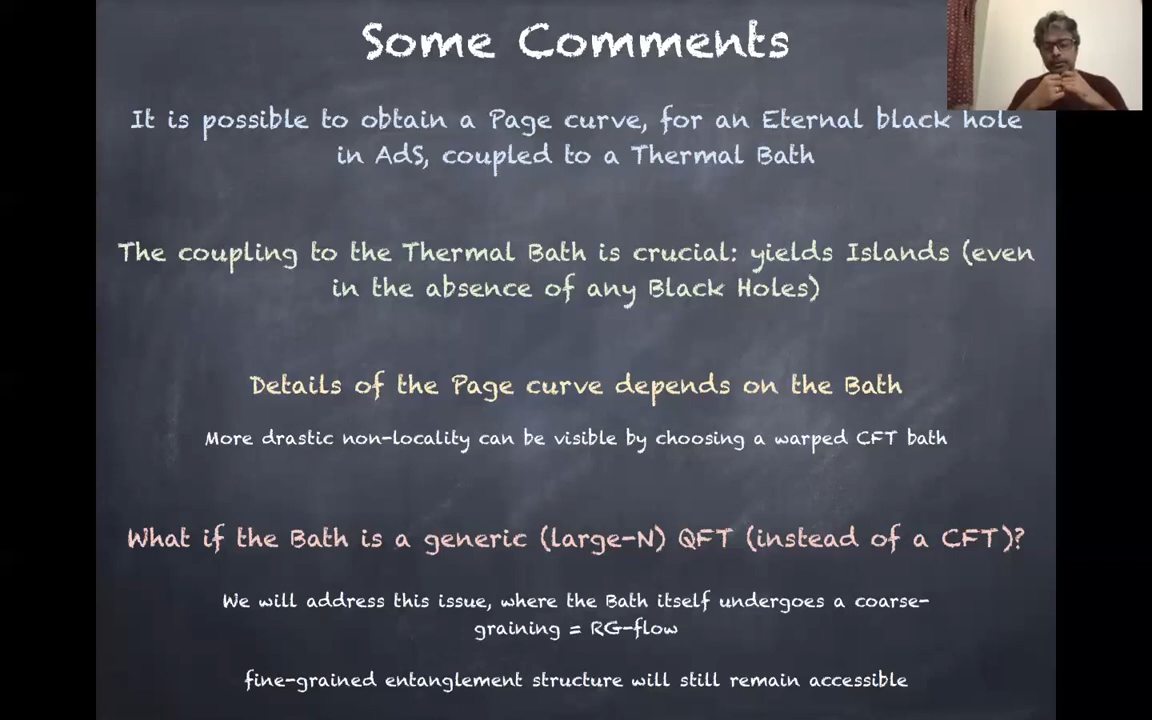 Some Comments
It is possible to obtain a Page curve, for an Eternal black hole
in AdS, coupled to a Thermal Bath
The coupling to the Thermal Bath is crucial: yields Islands (even
in the absence of any Black Holes)
Details of the Page curve depends on the Bath
More drastic non-locality can be visible by choosing a warped CFT bath
What if the Bath is a generic (large-N) QFT (instead of a CFT)?
We will address this issue, where the Bath itself undergoes a coarse-
graining = RG-flow
fine-grained entanglement structure will still remain accessible